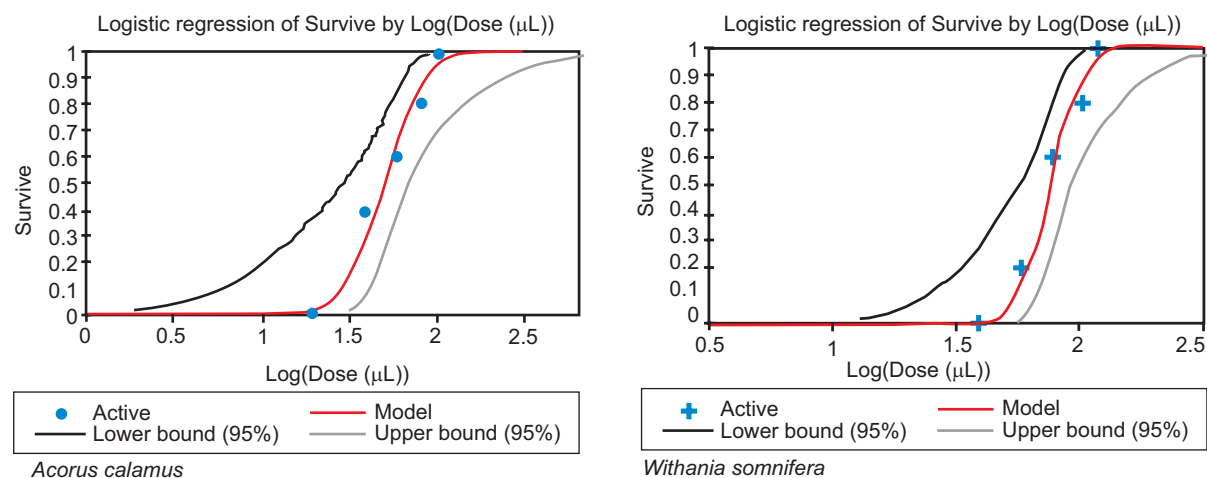 Logistic regression of Survive by Log(Dose (μL))
Survive
1
0.9
0.8
0.7
0.6
0.5
0.4
0.3
0.2
0.1
0
0 0.5 1 1.5 2 2.5
Log(Dose (μL))
Active Model
Lower bound (95%) Upper bound (95%)
Acorus calamus
Logistic regression of Survive by Log(Dose (μL))
Survive
1
0.9
0.8
0.7
0.6
0.5
0.4
0.3
0.2
0.1
0
0.5 1 1.5 2 2.5
Log(Dose (μL))
Active Model
Lower bound (95%) Upper bound (95%)
Withania somnifera